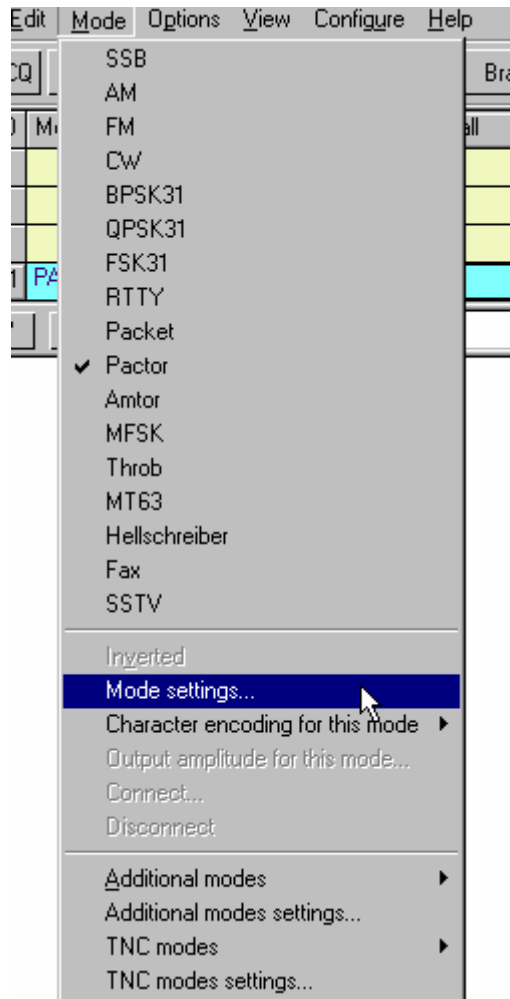 Edit Mode Options View Configure Help
CQ Bra
SSB
AM
FM
CW
BPSK31
QPSK31
FSK31
RTTY
Packet
Pactor
Amtor
MFSK
Throb
MT63
Hellschreiber
Fax
SSTV
Inverted
Mode settings...
Character encoding for this mode
Output amplitude for this mode...
Connect...
Disconnect
Additional modes
Additional modes settings...
TNC modes
TNC modes settings...